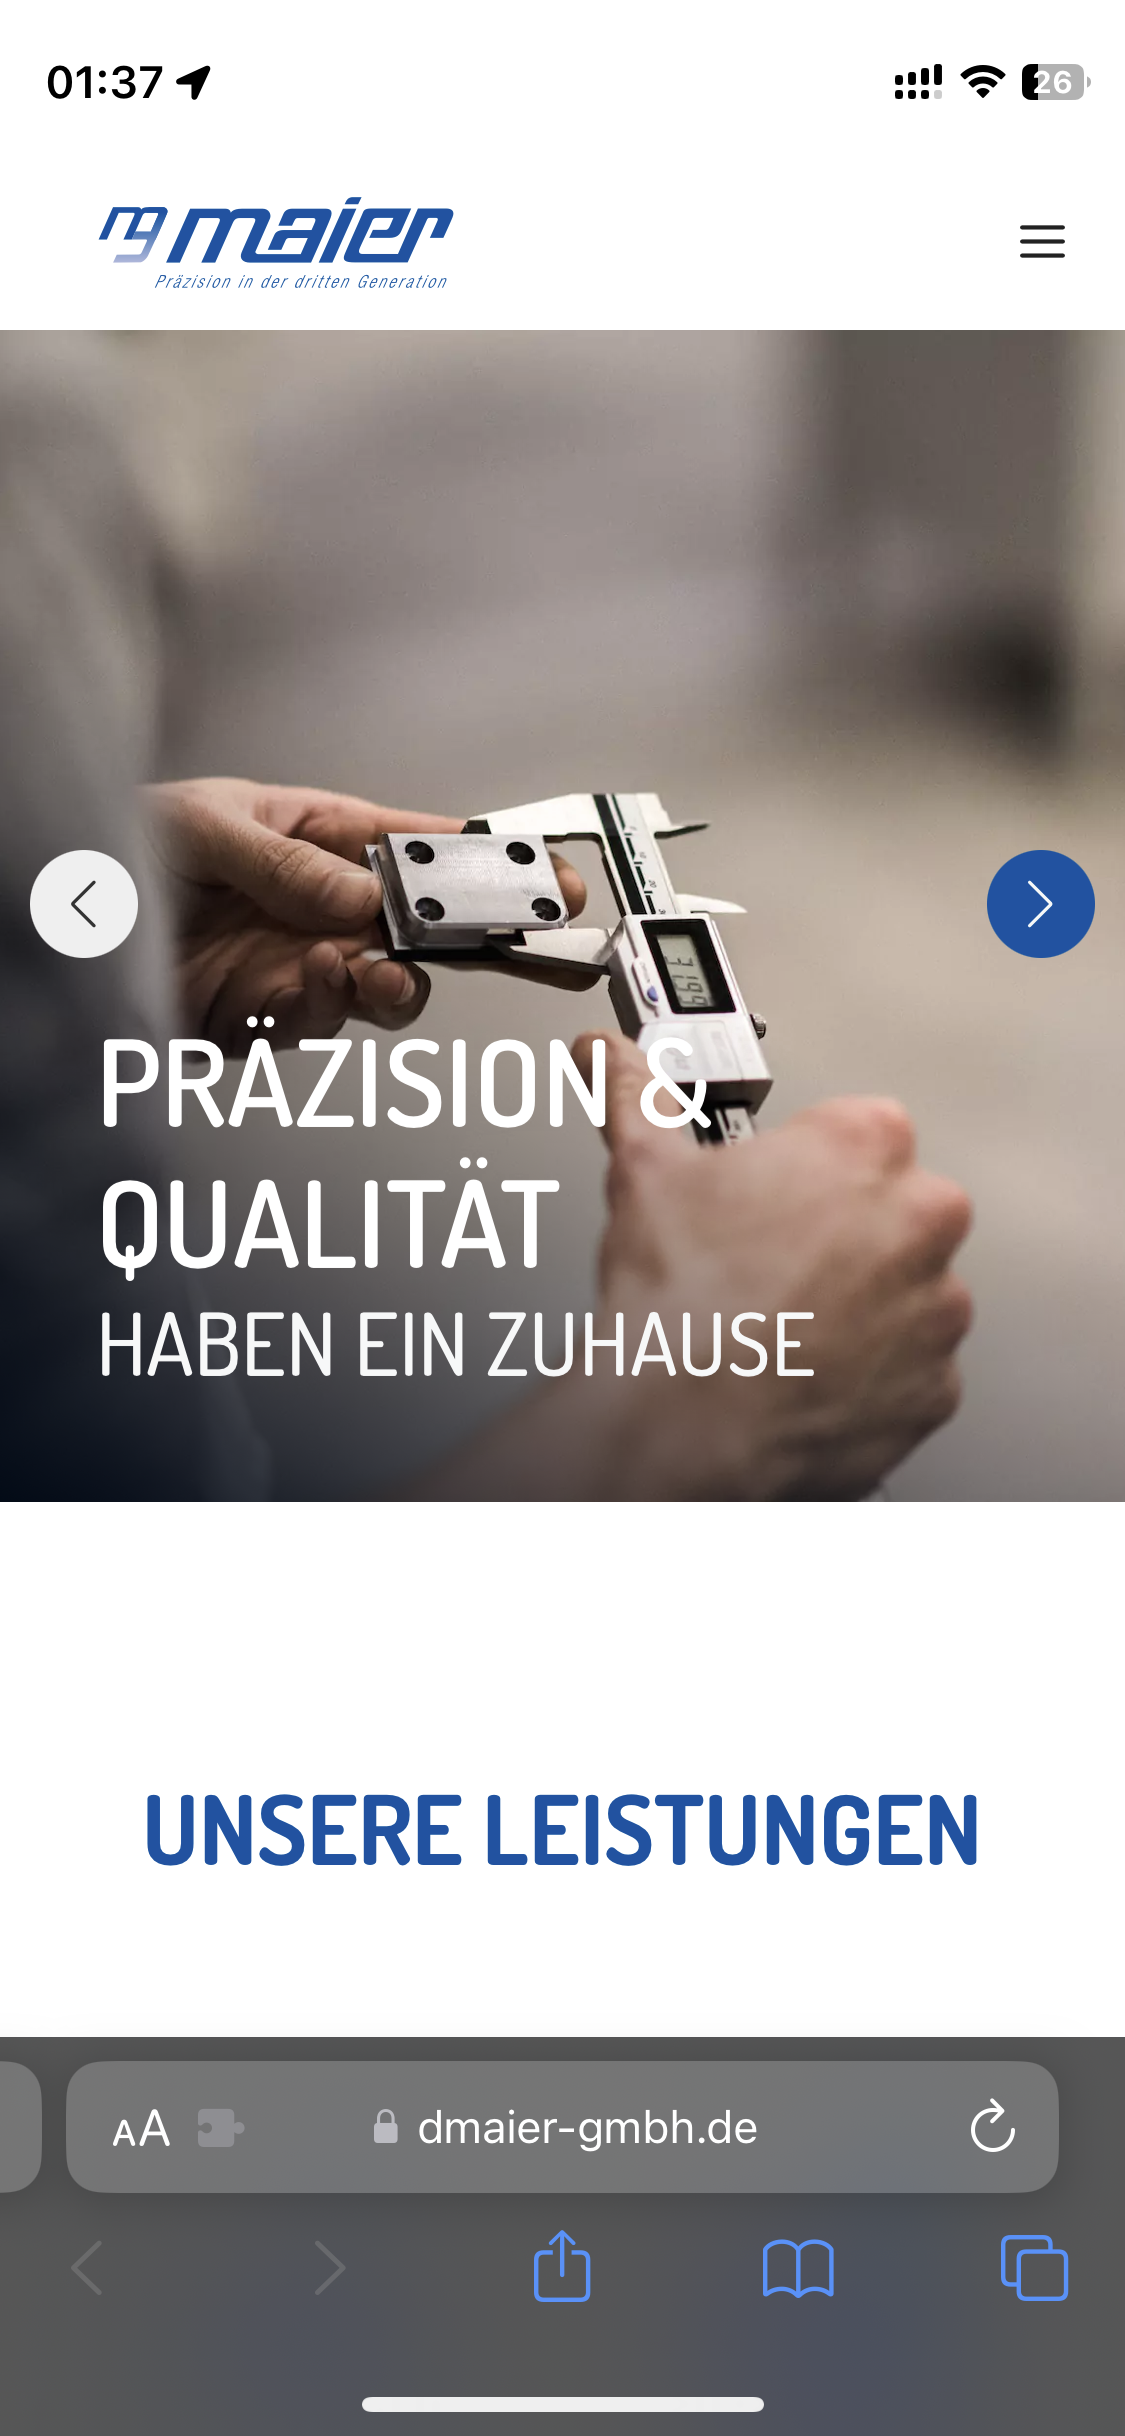 01:37
26
maier
Präzision in der dritten Generation
PRÄZISION &
QUALITÄT
HABEN EIN ZUHAUSE
UNSERE LEISTUNGEN
AA
dmaier-gmbh.de